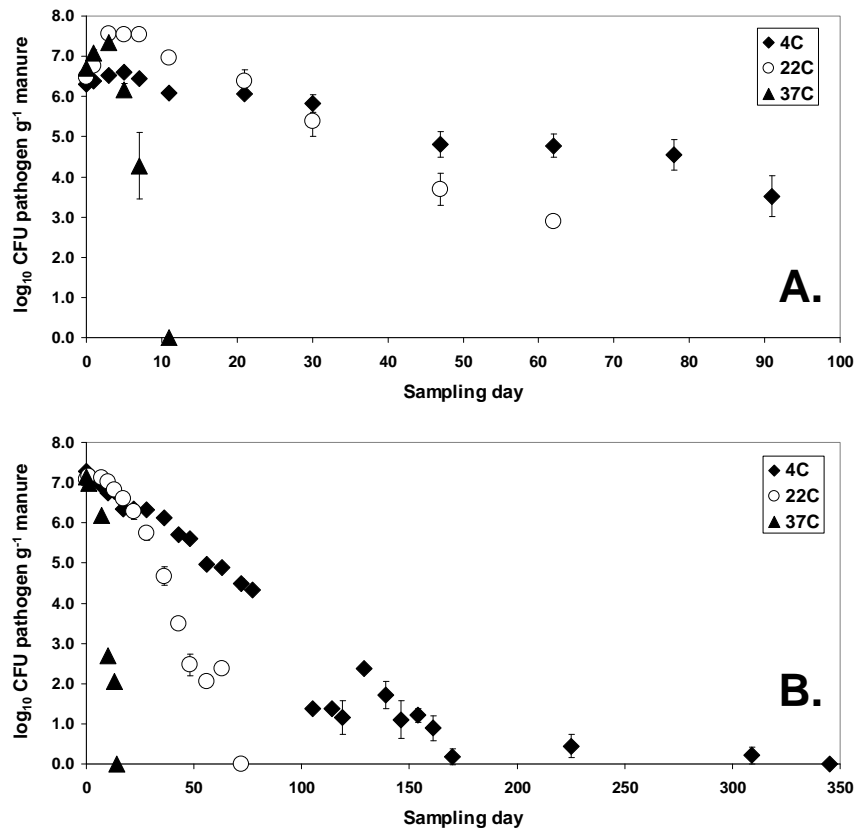 8.0
7.0
6.0
5.0
4.0
3.0
2.0
1.0
0.0
log₁₀ CFU pathogen g⁻¹ manure
4C
22C
37C
A.
0 10 20 30 40 50 60 70 80 90 100
Sampling day
8.0
7.0
6.0
5.0
4.0
3.0
2.0
1.0
0.0
log₁₀ CFU pathogen g⁻¹ manure
4C
22C
37C
B.
0 50 100 150 200 250 300 350
Sampling day